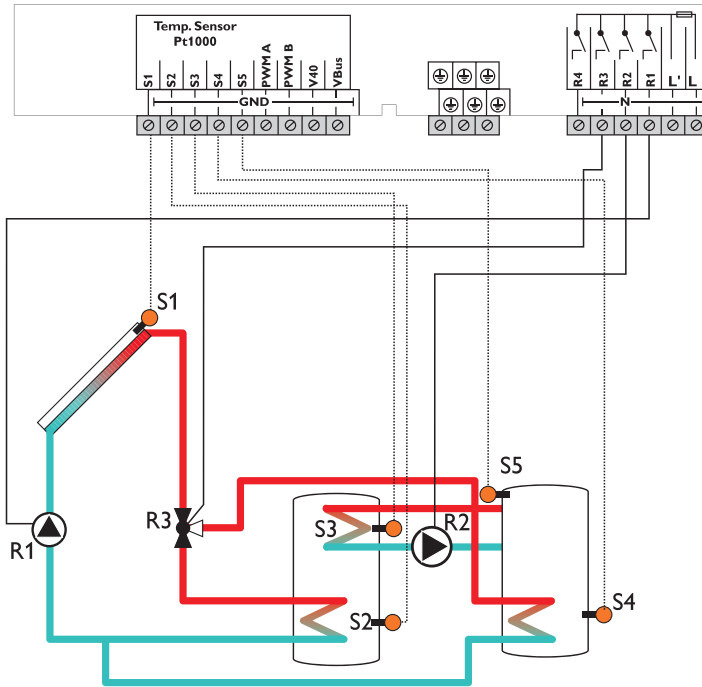 Temp. Sensor
Pt1000
S1 S2 S3 S4 S5 PWM A PWM B V40 VBus
GND
R4 R3 R2 R1 L' L
N
S1
S5
R3
S3
R2
R1
S2
S4